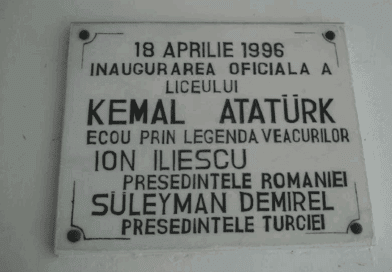 18 APRILIE 1996
INAUGURAREA OFICIALA A
LICEULUI
KEMAL ATATÜRK
ECOU PRIN LEGENDA VEACURILOR
ION ILIESCU
PRESEDINTELE ROMANIEI
SÜLEYMAN DEMIREL
PRESEDINTELE TURCIEI